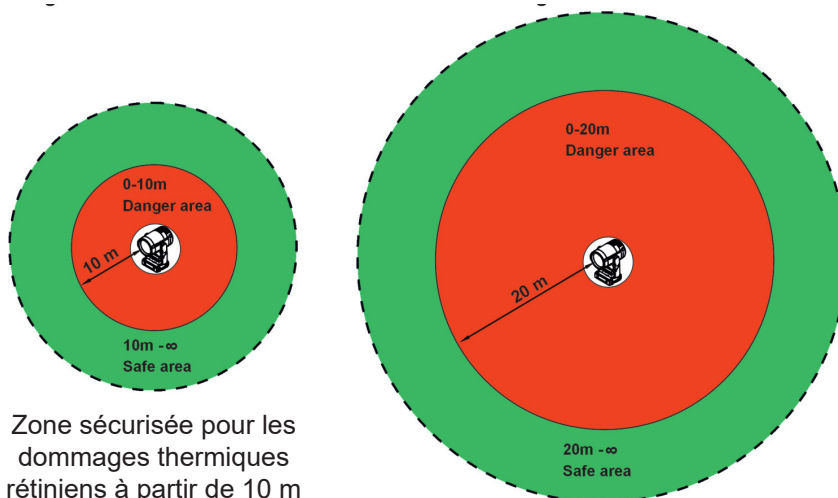 0-10m
Danger area
10 m
10m -∞
Safe area
Zone sécurisée pour les
dommages thermiques
rétiniens à partir de 10 m
0-20m
Danger area
20 m
20m -∞
Safe area